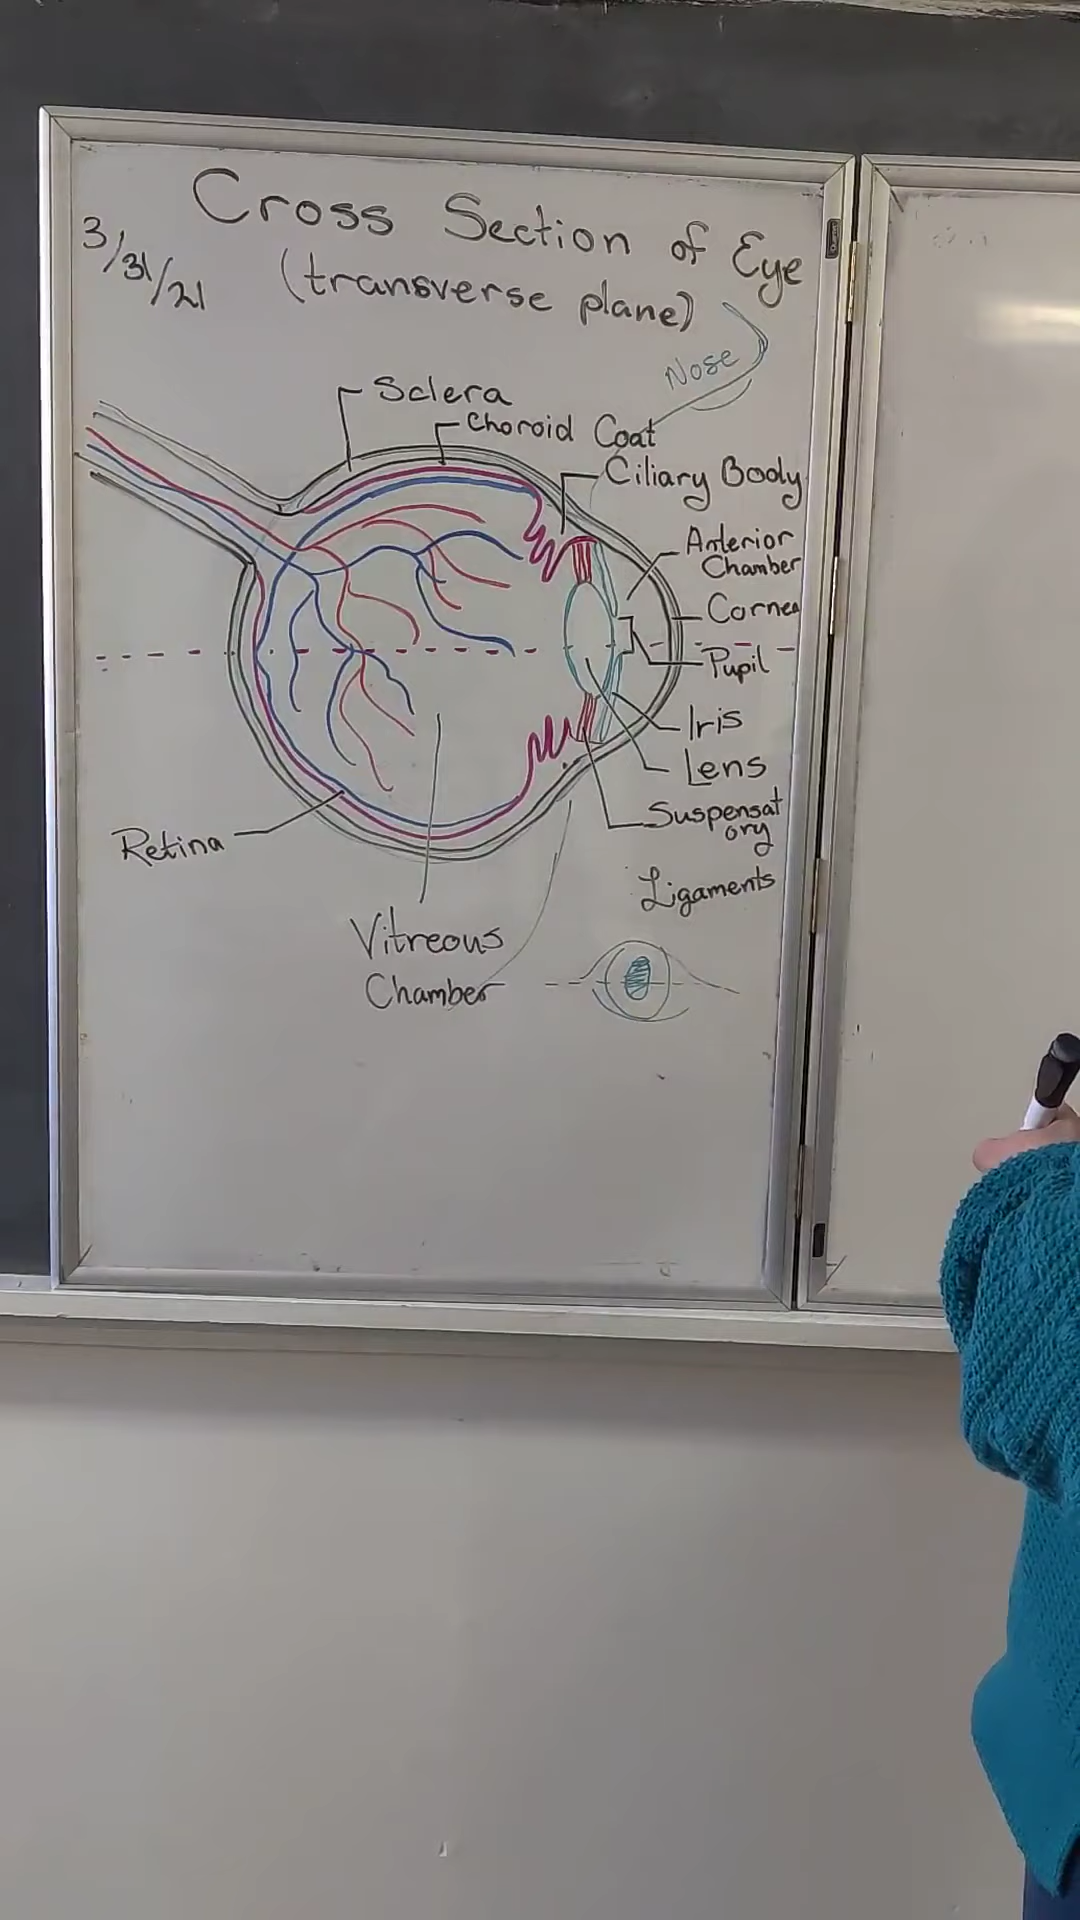 Cross Section of Eye
3/31/21
(transverse plane)
Nose
Sclera
Choroid Coat
Ciliary Body
Anterior
Chamber
Cornea
Pupil
Iris
Lens
Suspensat
ory
Ligaments
Retina
Vitreous
Chamber